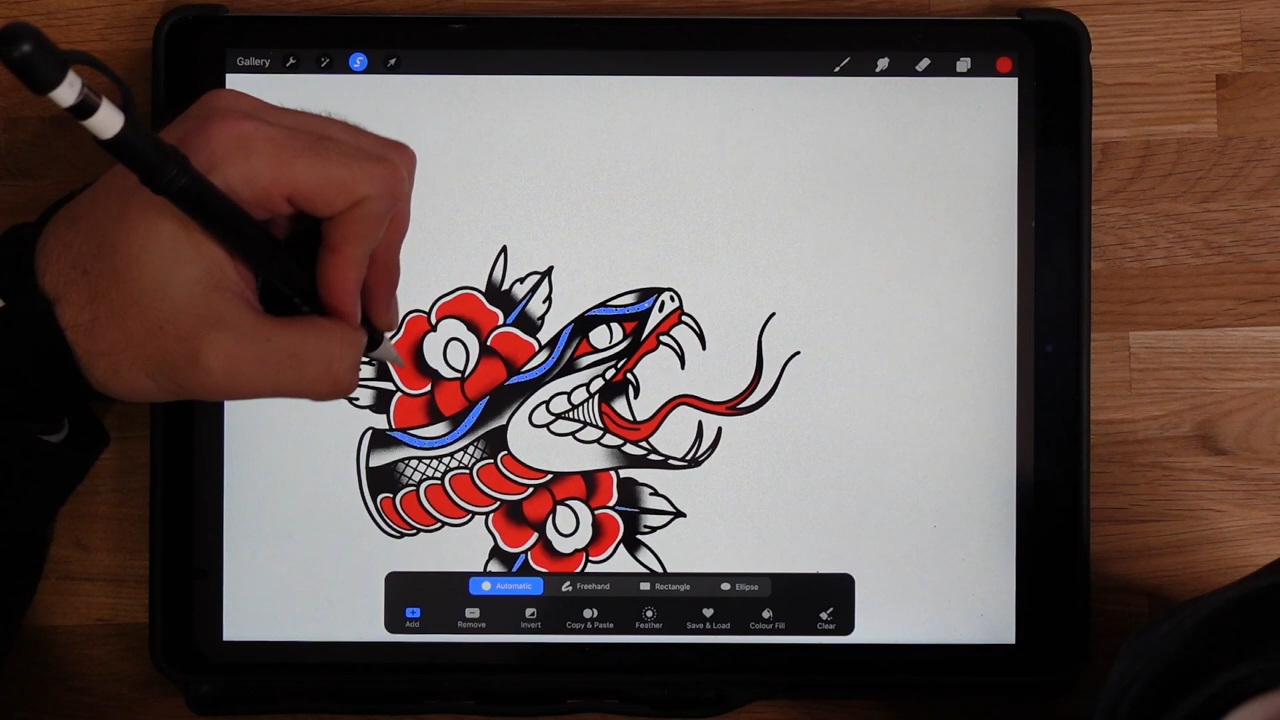 Gallery
Automatic Freehand Rectangle Ellipse
Add Remove Invert Copy & Paste Feather Save & Load Colour Fill Clear